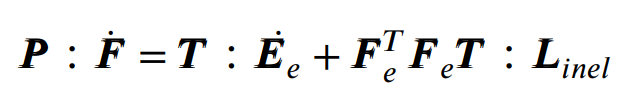 P : Ḟ = T : Ė_e + F_e^T F_e T : L_inel